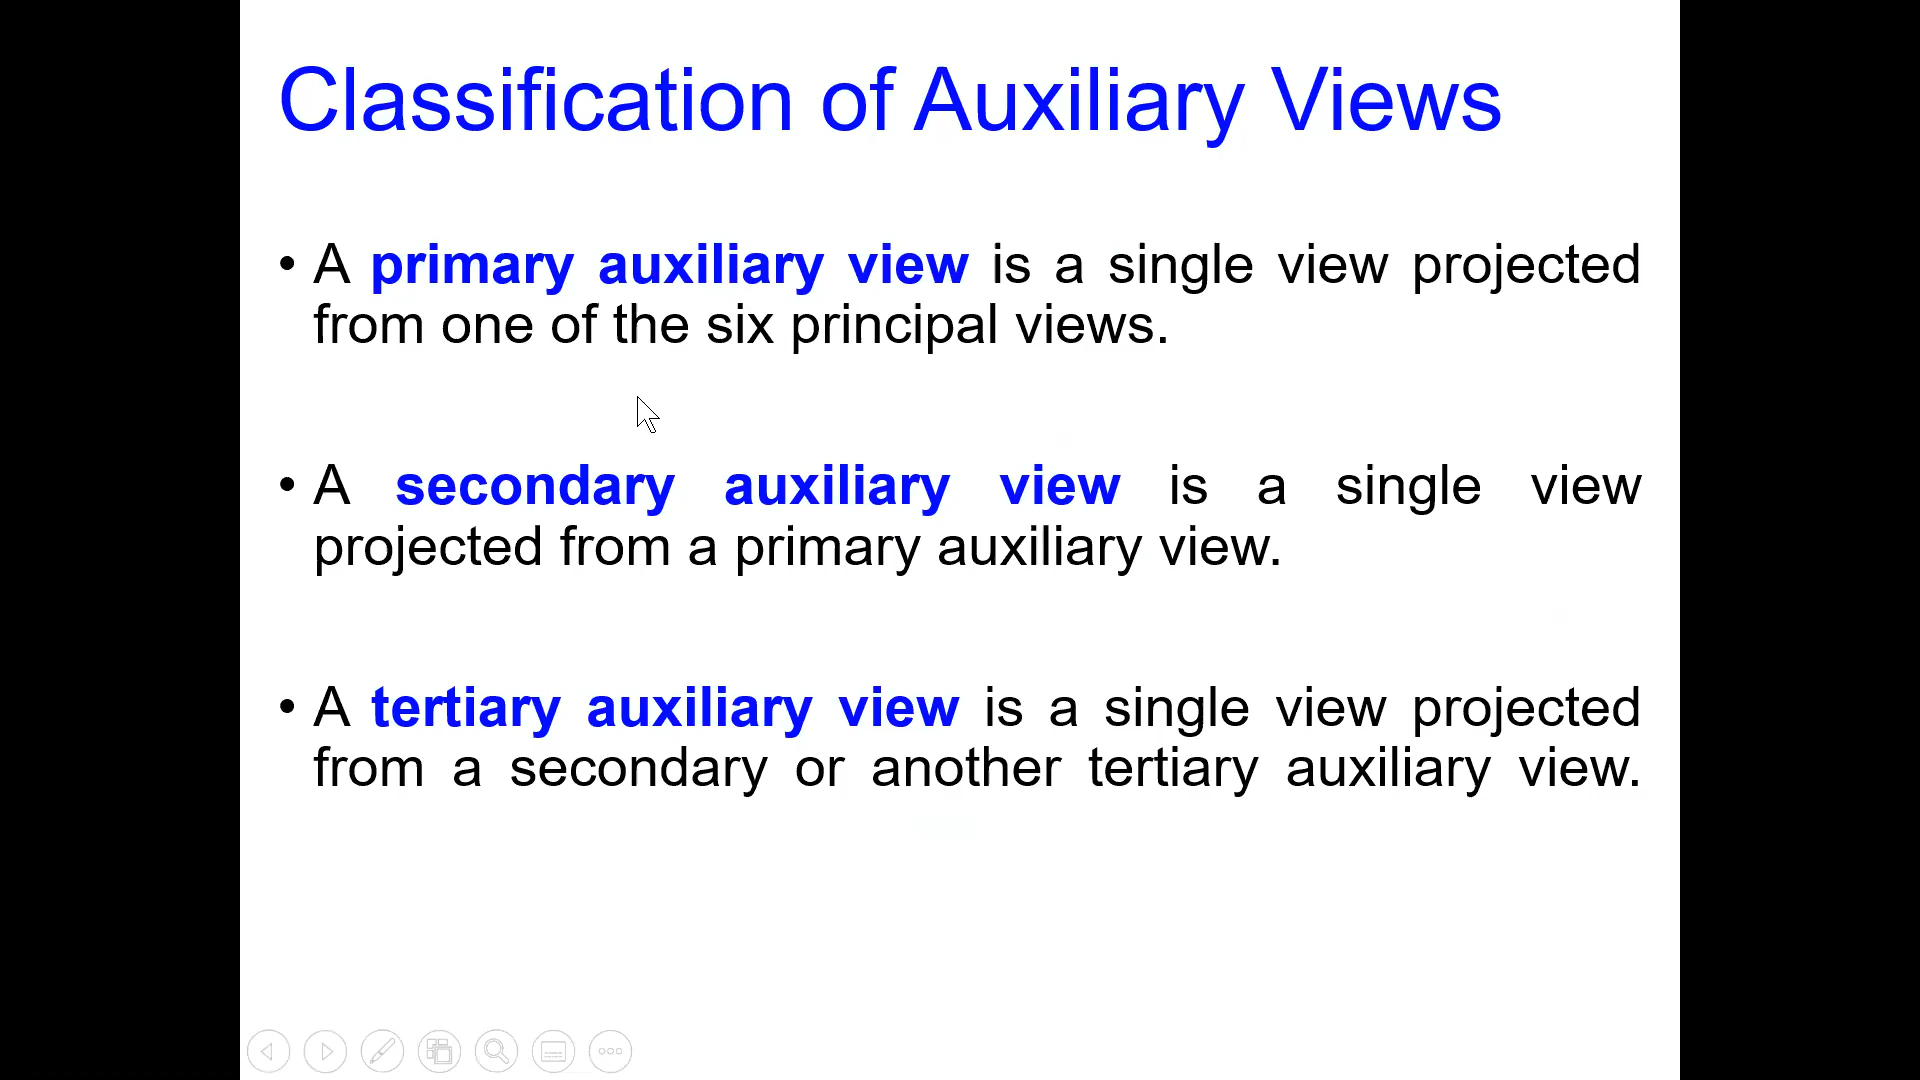 Classification of Auxiliary Views
• A primary auxiliary view is a single view projected
from one of the six principal views.
• A secondary auxiliary view is a single view
projected from a primary auxiliary view.
• A tertiary auxiliary view is a single view projected
from a secondary or another tertiary auxiliary view.